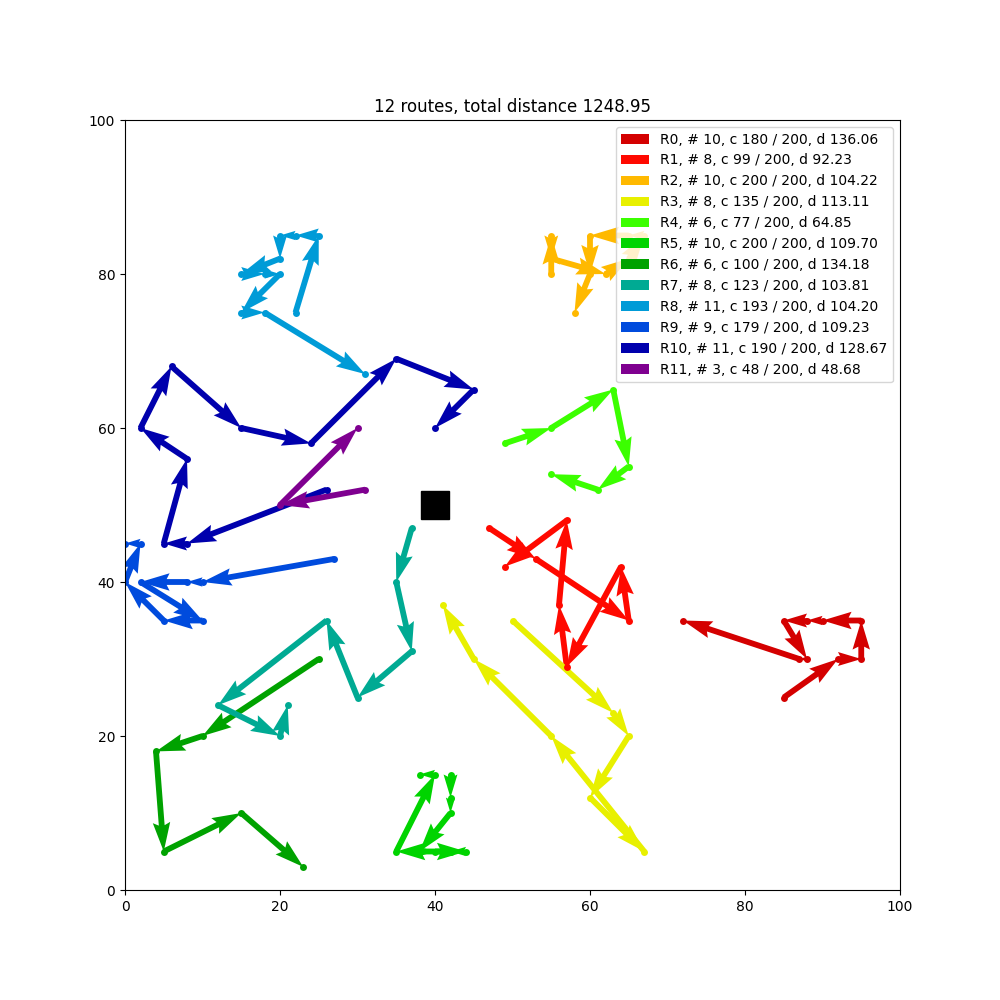 12 routes, total distance 1248.95
100
80
60
40
20
0
0 20 40 60 80 100
R0, # 10, c 180 / 200, d 136.06
R1, # 8, c 99 / 200, d 92.23
R2, # 10, c 200 / 200, d 104.22
R3, # 8, c 135 / 200, d 113.11
R4, # 6, c 77 / 200, d 64.85
R5, # 10, c 200 / 200, d 109.70
R6, # 6, c 100 / 200, d 134.18
R7, # 8, c 123 / 200, d 103.81
R8, # 11, c 193 / 200, d 104.20
R9, # 9, c 179 / 200, d 109.23
R10, # 11, c 190 / 200, d 128.67
R11, # 3, c 48 / 200, d 48.68